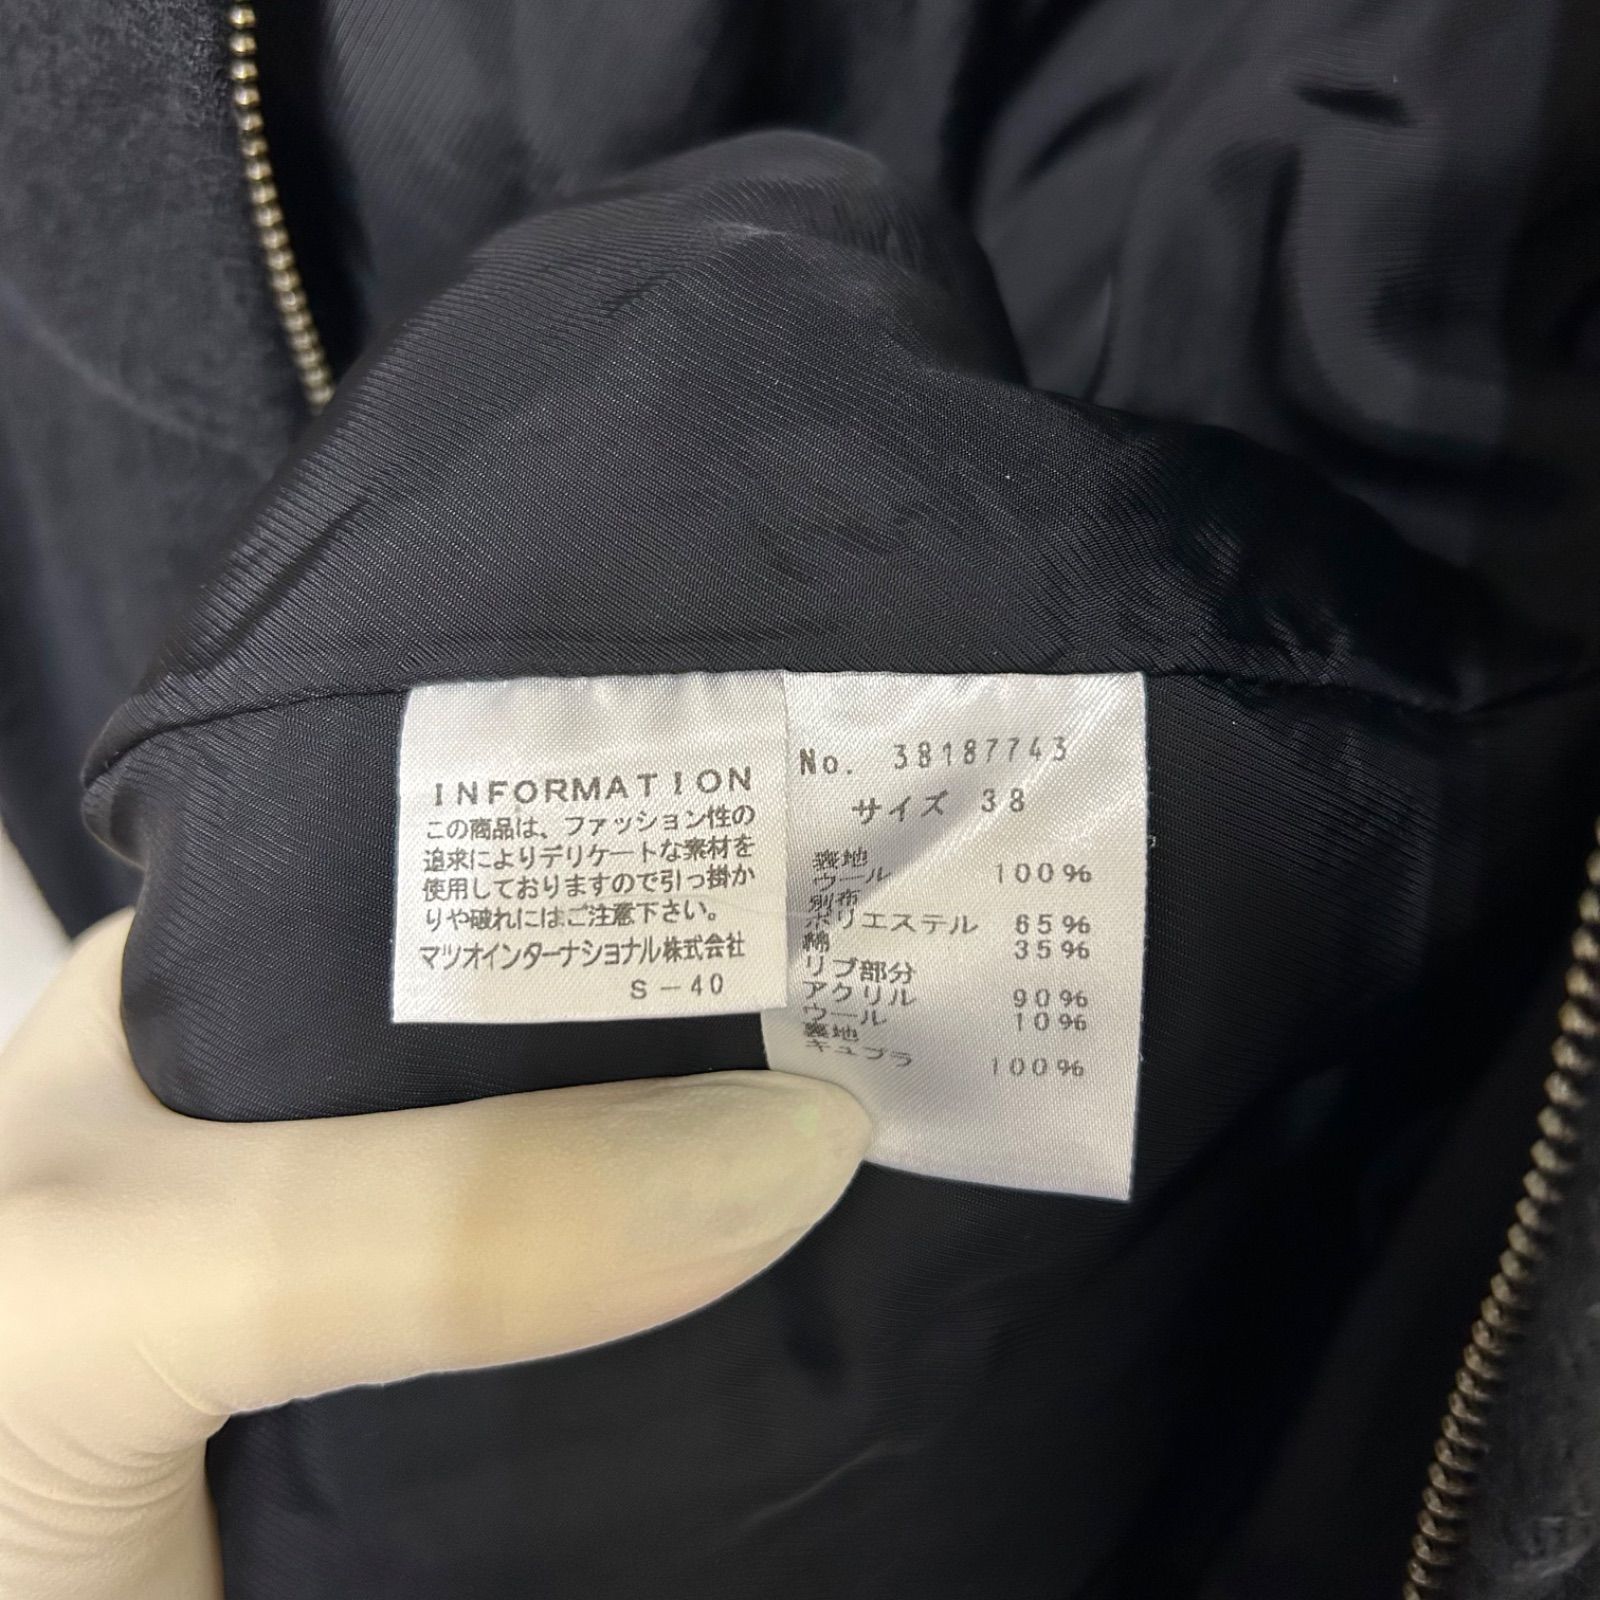 INFORMATION
この商品は、ファッション性の
追求によりデリケートな素材を
使用しておりますので引っ掛か
りや破れにはご注意下さい。
マツオインターナショナル株式会社
S-40
No. 38187743
サイズ 38
表地
ウール 100%
別布
ポリエステル 65%
綿 35%
リブ部分
アクリル 90%
ウール 10%
裏地
キュプラ 100%